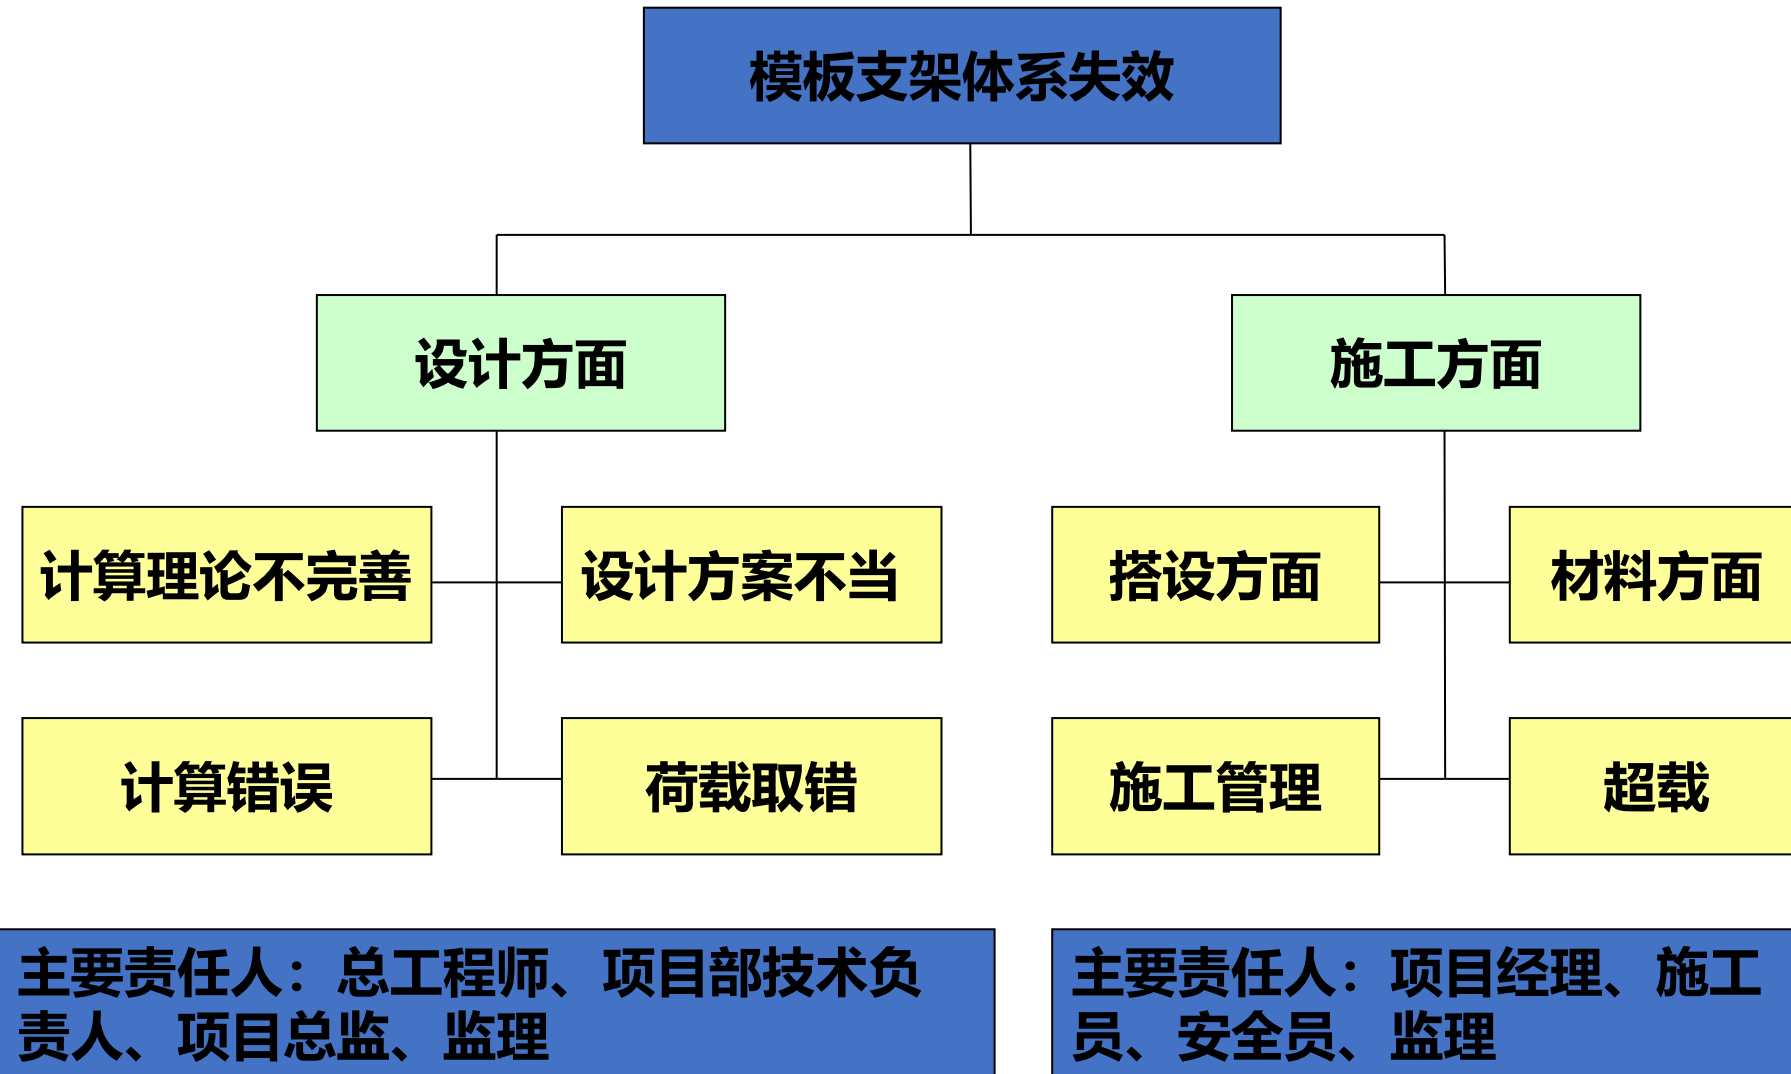 模板支架体系失效
设计方面
施工方面
计算理论不完善
设计方案不当
搭设方面
材料方面
计算错误
荷载取错
施工管理
超载
主要责任人：总工程师、项目部技术负
责人、项目总监、监理
主要责任人：项目经理、施工
员、安全员、监理